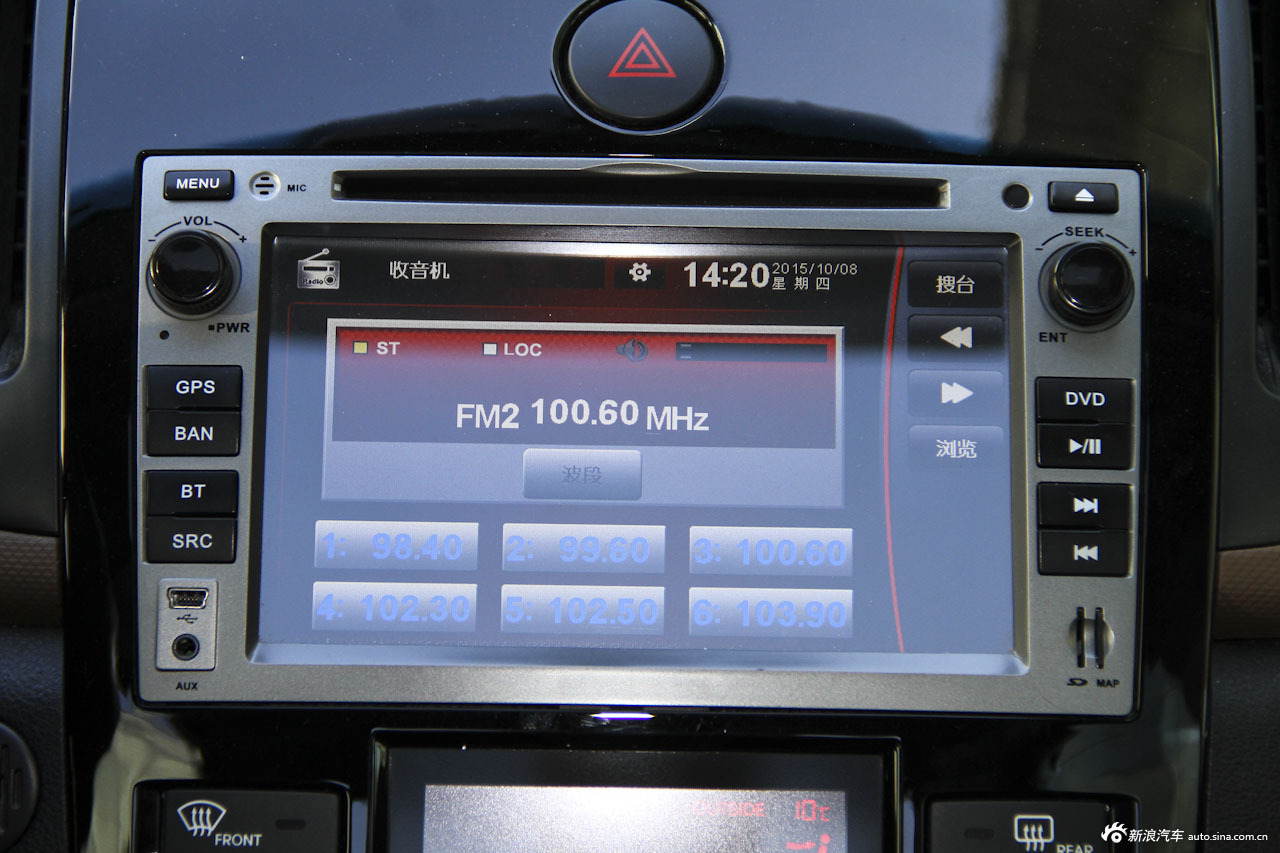 MENU
MIC
VOL
- +
PWR
SEEK
- +
ENT
Radio
收音机
14:20
2015/10/08
星期四
搜台
浏览
ST
LOC
FM2 100.60 MHz
波段
1: 98.40
2: 99.60
3: 100.60
4: 102.30
5: 102.50
6: 103.90
GPS
BAN
BT
SRC
AUX
DVD
SD MAP
FRONT
OUTSIDE 10℃
REAR
新浪汽车 auto.sina.com.cn